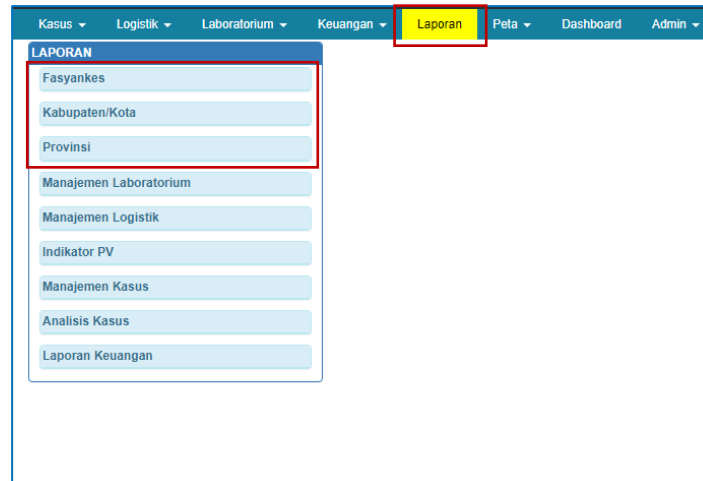 Kasus Logistik Laboratorium Keuangan Laporan Peta Dashboard Admin
LAPORAN
Fasyankes
Kabupaten/Kota
Provinsi
Manajemen Laboratorium
Manajemen Logistik
Indikator PV
Manajemen Kasus
Analisis Kasus
Laporan Keuangan